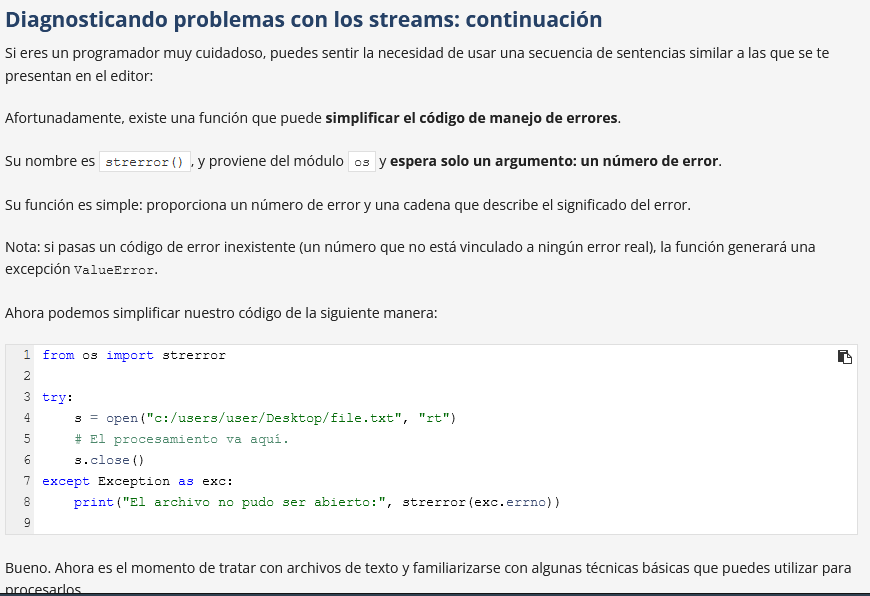 Diagnosticando problemas con los streams: continuación
Si eres un programador muy cuidadoso, puedes sentir la necesidad de usar una secuencia de sentencias similar a las que se te
presentan en el editor:
Afortunadamente, existe una función que puede simplificar el código de manejo de errores.
Su nombre es strerror(), y proviene del módulo os y espera solo un argumento: un número de error.
Su función es simple: proporciona un número de error y una cadena que describe el significado del error.
Nota: si pasas un código de error inexistente (un número que no está vinculado a ningún error real), la función generará una
excepción ValueError.
Ahora podemos simplificar nuestro código de la siguiente manera:
1 from os import strerror
2
3 try:
4     s = open("c:/users/user/Desktop/file.txt", "rt")
5     # El procesamiento va aquí.
6     s.close()
7 except Exception as exc:
8     print("El archivo no pudo ser abierto:", strerror(exc.errno))
9
Bueno. Ahora es el momento de tratar con archivos de texto y familiarizarse con algunas técnicas básicas que puedes utilizar para
procesarlos.